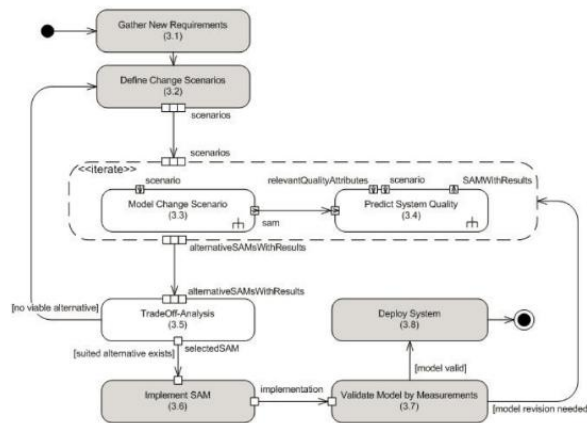 Gather New Requirements
(3.1)
Define Change Scenarios
(3.2)
scenarios
scenarios
<<iterate>>
scenario
relevantQualityAttributes
scenario
SAMWithResults
Model Change Scenario
(3.3)
sam
Predict System Quality
(3.4)
alternativeSAMsWithResults
alternativeSAMsWithResults
[no viable alternative]
TradeOff-Analysis
(3.5)
Deploy System
(3.8)
[suited alternative exists]
selectedSAM
[model valid]
Implement SAM
(3.6)
implementation
Validate Model by Measurements
(3.7)
[model revision needed]